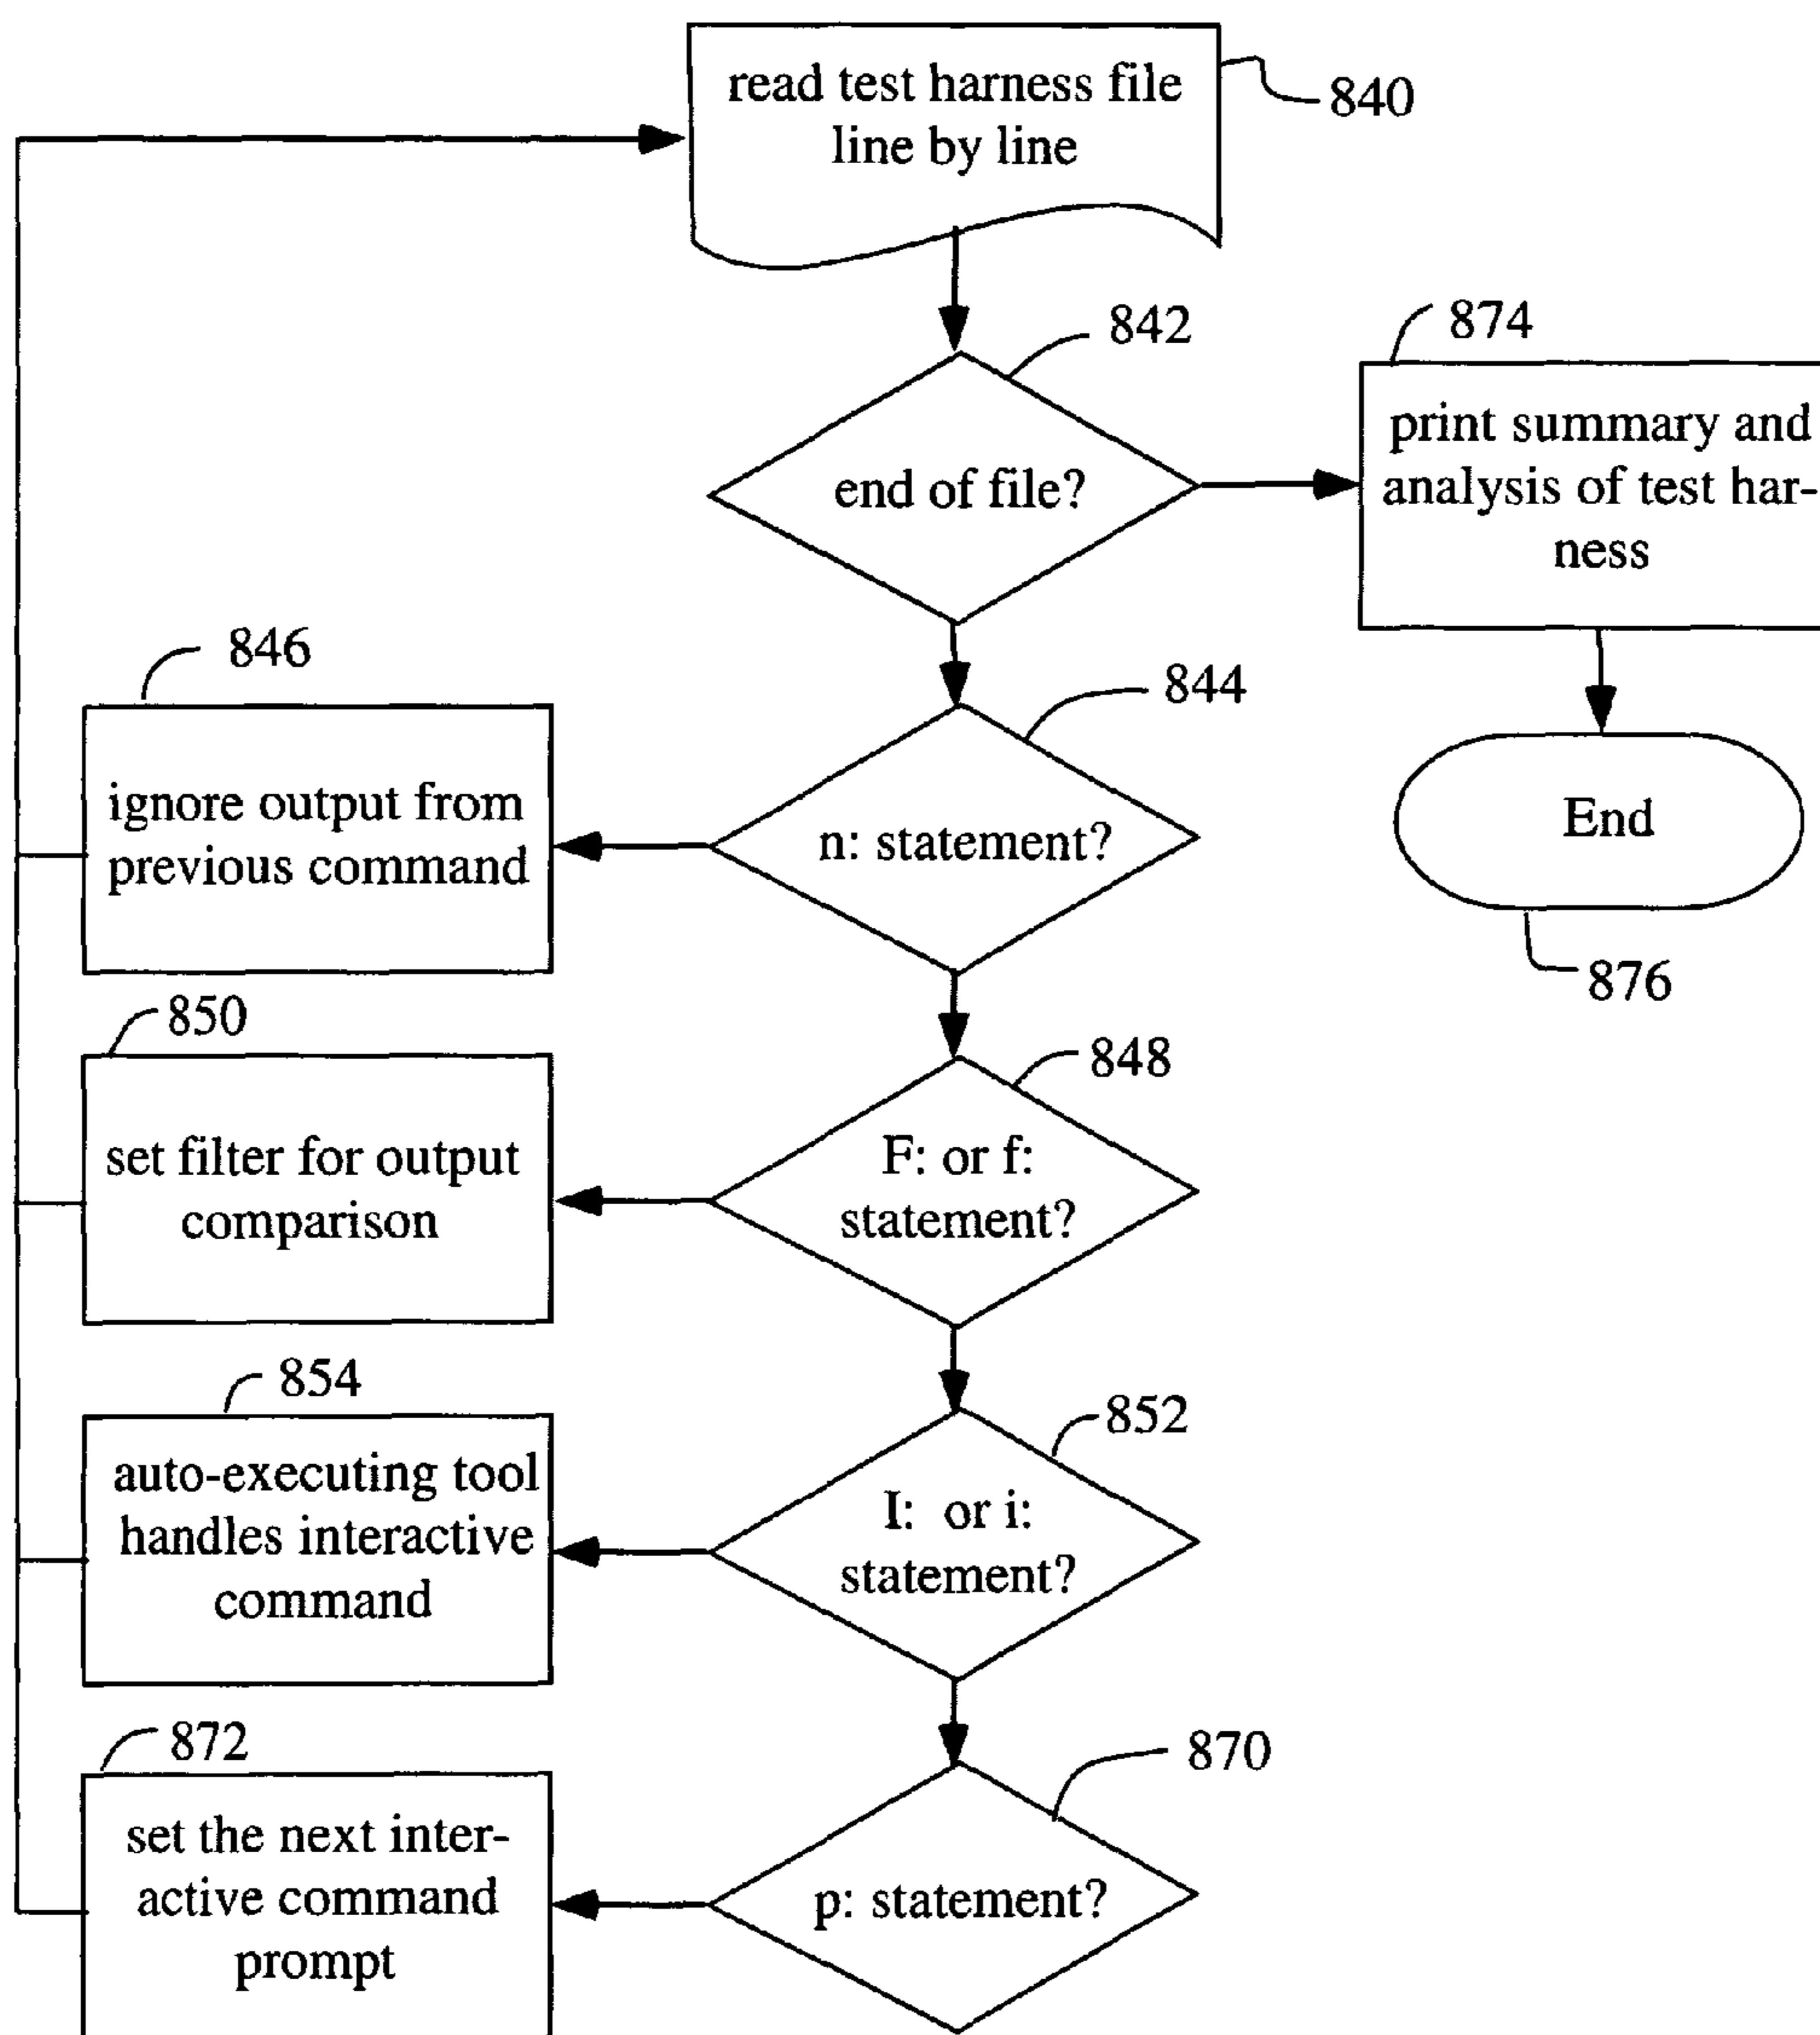 read test harness file
line by line
840
842
874
end of file?
print summary and
analysis of test har-
ness
846
844
ignore output from
previous command
n: statement?
End
876
850
848
set filter for output
comparison
F: or f:
statement?
854
852
auto-executing tool
handles interactive
command
I: or i:
statement?
872
870
set the next inter-
active command
prompt
p: statement?